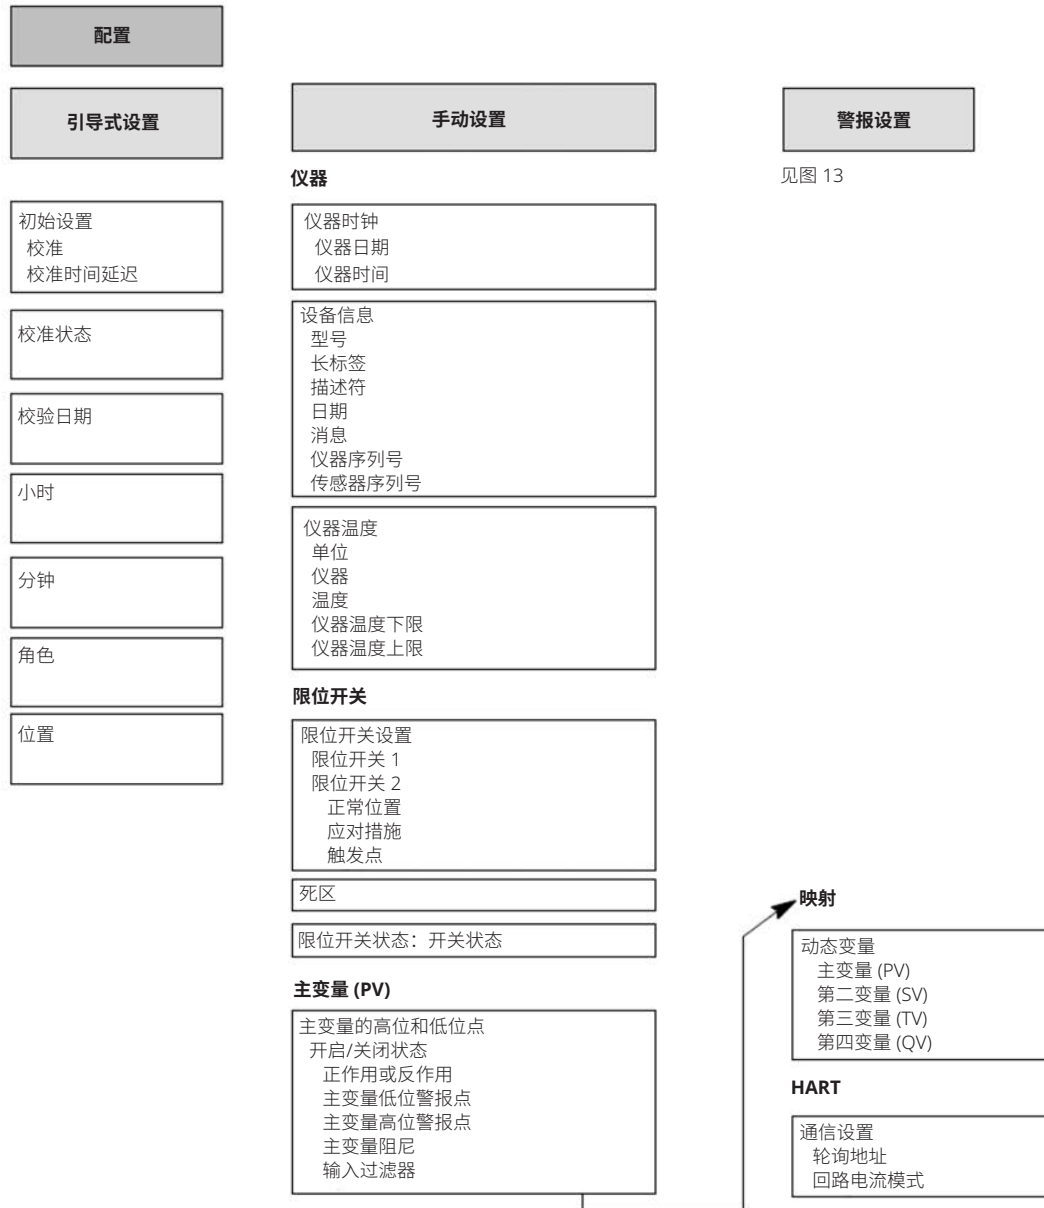 配置
引导式设置
初始设置
校准
校准时间延迟
校准状态
校验日期
小时
分钟
角色
位置
手动设置
仪器
仪器时钟
仪器日期
仪器时间
设备信息
型号
长标签
描述符
日期
消息
仪器序列号
传感器序列号
仪器温度
单位
仪器
温度
仪器温度下限
仪器温度上限
限位开关
限位开关设置
限位开关 1
限位开关 2
正常位置
应对措施
触发点
死区
限位开关状态：开关状态
主变量 (PV)
主变量的高位和低位点
开启/关闭状态
正作用或反作用
主变量低位警报点
主变量高位警报点
主变量阻尼
输入过滤器
警报设置
见图 13
映射
动态变量
主变量 (PV)
第二变量 (SV)
第三变量 (TV)
第四变量 (QV)
HART
通信设置
轮询地址
回路电流模式